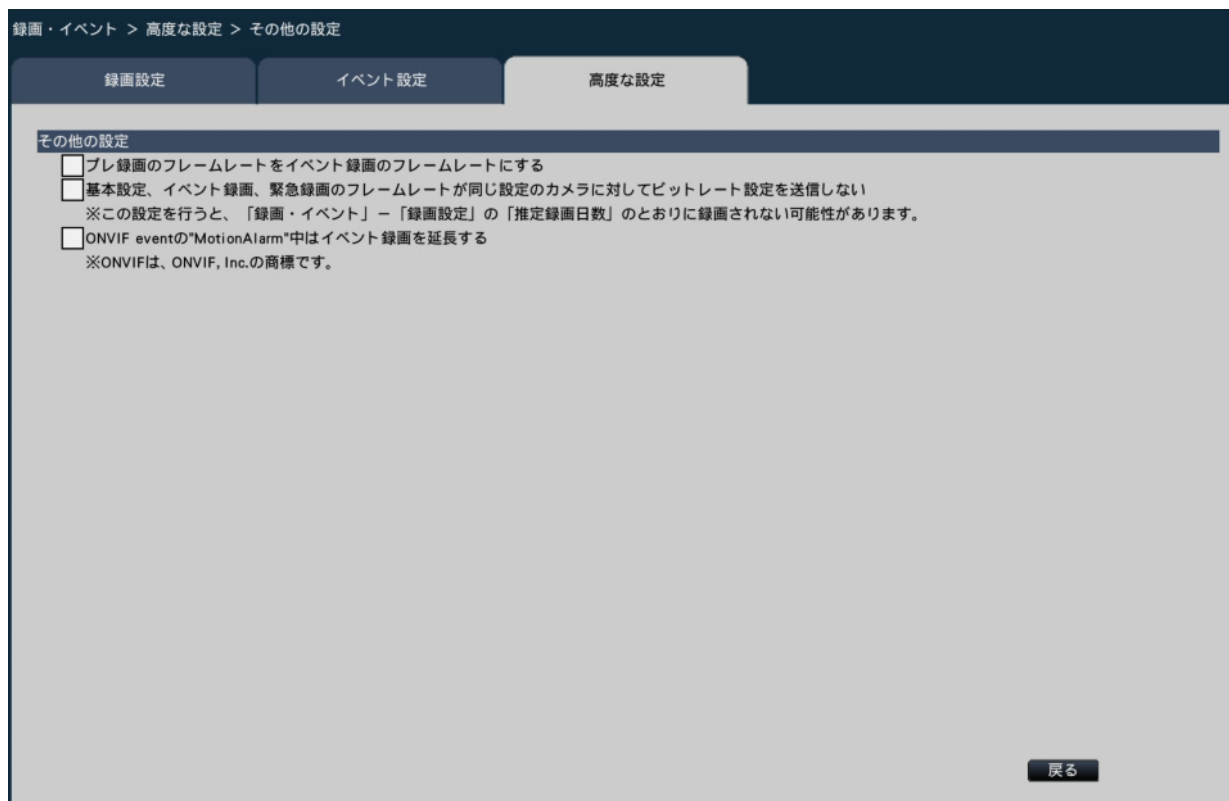 録画・イベント > 高度な設定 > その他の設定
録画設定
イベント設定
高度な設定
その他の設定
プレ録画のフレームレートをイベント録画のフレームレートにする
基本設定、イベント録画、緊急録画のフレームレートが同じ設定のカメラに対してビットレート設定を送信しない
※この設定を行うと、「録画・イベント」－「録画設定」の「推定録画日数」のとおりに録画されない可能性があります。
ONVIF eventの"MotionAlarm"中はイベント録画を延長する
※ONVIFは、ONVIF, Inc.の商標です。
戻る